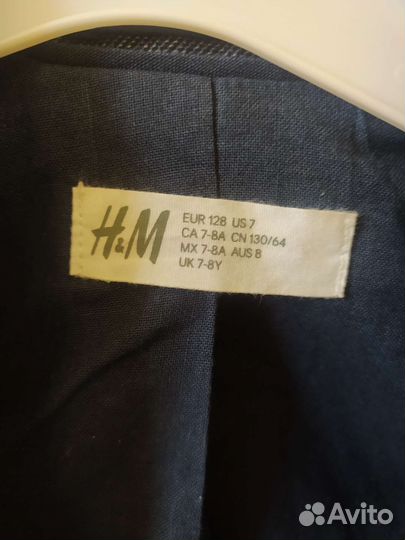 H&M
EUR 128 US 7
CA 7-8A CN 130/64
MX 7-8A AUS 8
UK 7-8Y
Avito